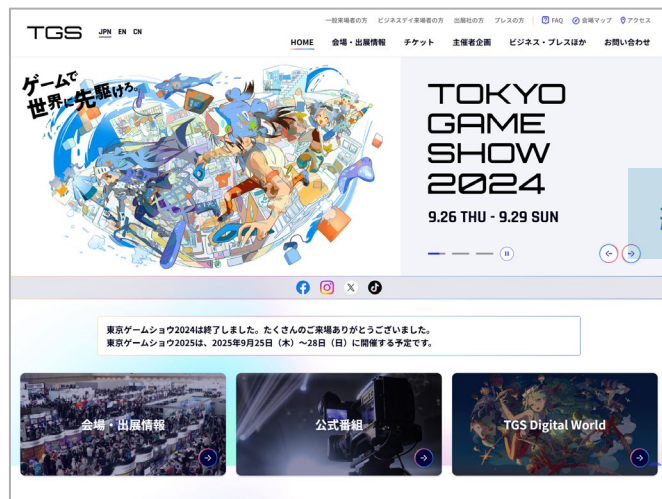 TGS
JPN EN CN
一般来場者の方 ビジネスデイ来場者の方 出展社の方 プレスの方 FAQ 会場マップ アクセス
HOME 会場・出展情報 チケット 主催者企画 ビジネス・プレスほか お問い合わせ
ゲームで
世界に先駆けろ。
TOKYO
GAME
SHOW
2024
9.26 THU - 9.29 SUN
東京ゲームショウ2024は終了しました。たくさんのご来場ありがとうございました。
東京ゲームショウ2025は、2025年9月25日（木）〜28日（日）に開催する予定です。
会場・出展情報
公式番組
TGS Digital World